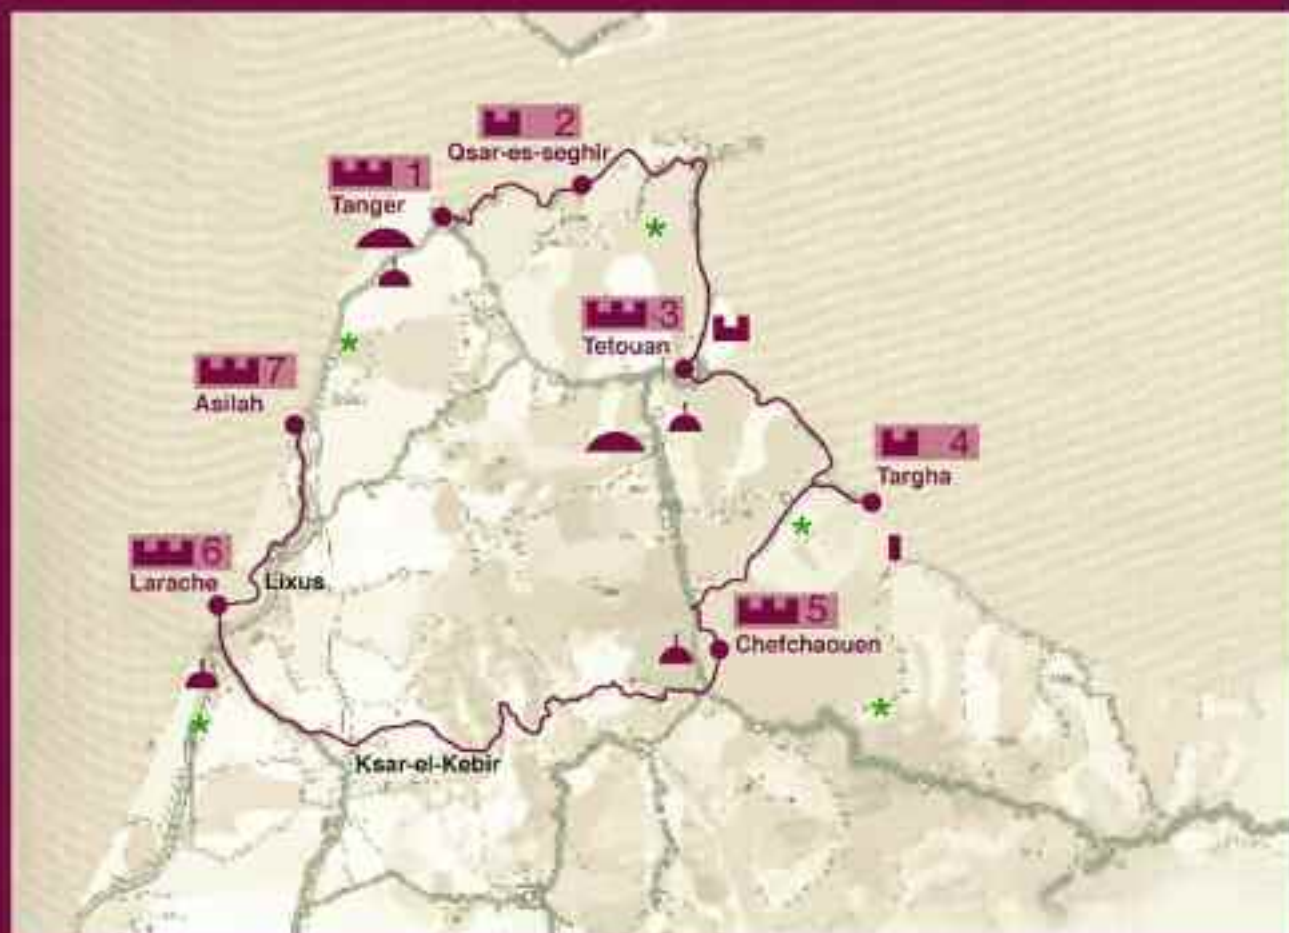 2
Qsar-es-seghir
1
Tanger
3
Tetouan
7
Asilah
4
Targha
6
Larache
Lixus
5
Chefchaouen
Ksar-el-Kebir